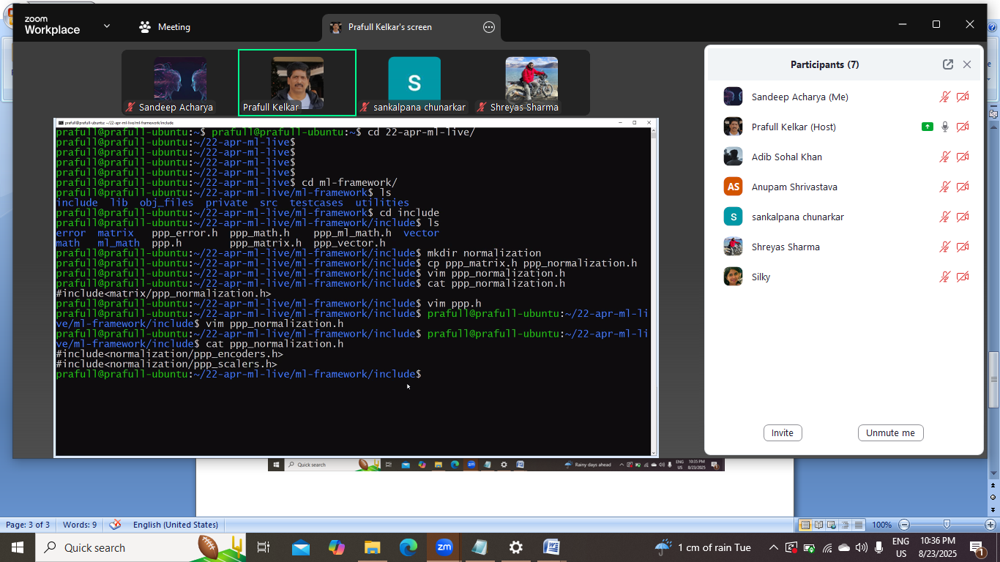 zoom
Workplace
Meeting
Prafull Kelkar's screen
Sandeep Acharya
Prafull Kelkar
S
sankalpana chunarkar
Shreyas Sharma
prafull@prafull-ubuntu: ~/22-apr-ml-live/ml-framework/include
prafull@prafull-ubuntu:~$ prafull@prafull-ubuntu:~$ cd 22-apr-ml-live/
prafull@prafull-ubuntu:~/22-apr-ml-live$
prafull@prafull-ubuntu:~/22-apr-ml-live$
prafull@prafull-ubuntu:~/22-apr-ml-live$
prafull@prafull-ubuntu:~/22-apr-ml-live$
prafull@prafull-ubuntu:~/22-apr-ml-live$ cd ml-framework/
prafull@prafull-ubuntu:~/22-apr-ml-live/ml-framework$ ls
include lib obj_files private src testcases utilities
prafull@prafull-ubuntu:~/22-apr-ml-live/ml-framework$ cd include
prafull@prafull-ubuntu:~/22-apr-ml-live/ml-framework/include$ ls
error matrix ppp_error.h ppp_math.h ppp_ml_math.h vector
math ml_math ppp.h ppp_matrix.h ppp_vector.h
prafull@prafull-ubuntu:~/22-apr-ml-live/ml-framework/include$ mkdir normalization
prafull@prafull-ubuntu:~/22-apr-ml-live/ml-framework/include$ cp ppp_matrix.h ppp_normalization.h
prafull@prafull-ubuntu:~/22-apr-ml-live/ml-framework/include$ vim ppp_normalization.h
prafull@prafull-ubuntu:~/22-apr-ml-live/ml-framework/include$ cat ppp_normalization.h
#include<matrix/ppp_normalization.h>
prafull@prafull-ubuntu:~/22-apr-ml-live/ml-framework/include$ vim ppp.h
prafull@prafull-ubuntu:~/22-apr-ml-live/ml-framework/include$ prafull@prafull-ubuntu:~/22-apr-ml-li
ve/ml-framework/include$ vim ppp_normalization.h
prafull@prafull-ubuntu:~/22-apr-ml-live/ml-framework/include$ prafull@prafull-ubuntu:~/22-apr-ml-li
ve/ml-framework/include$ cat ppp_normalization.h
#include<normalization/ppp_encoders.h>
#include<normalization/ppp_scalers.h>
prafull@prafull-ubuntu:~/22-apr-ml-live/ml-framework/include$
Participants (7)
Sandeep Acharya (Me)
Prafull Kelkar (Host)
Adib Sohal Khan
AS Anupam Shrivastava
S sankalpana chunarkar
Shreyas Sharma
Silky
Invite Unmute me
Quick search zm Rainy days ahead ENG 10:35 PM
US 8/23/2025
Page: 3 of 3 Words: 9 English (United States) 100%
Quick search zm 1 cm of rain Tue ENG 10:36 PM
US 8/23/2025 1